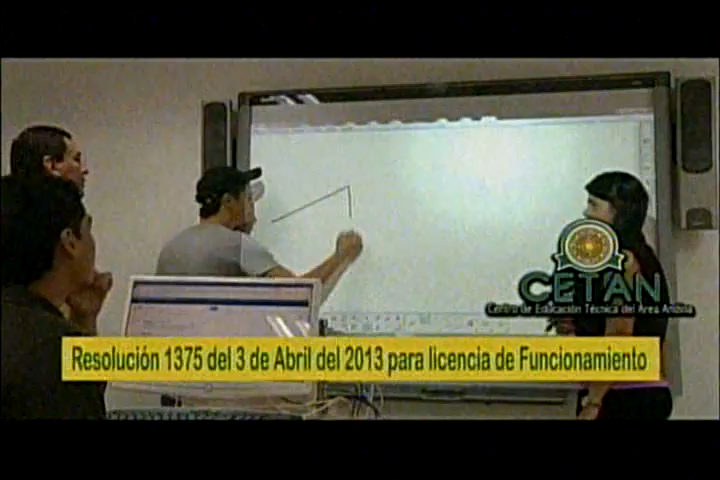 CETAN
Centro de Educación Técnica del Area Andina
Resolución 1375 del 3 de Abril del 2013 para licencia de Funcionamiento